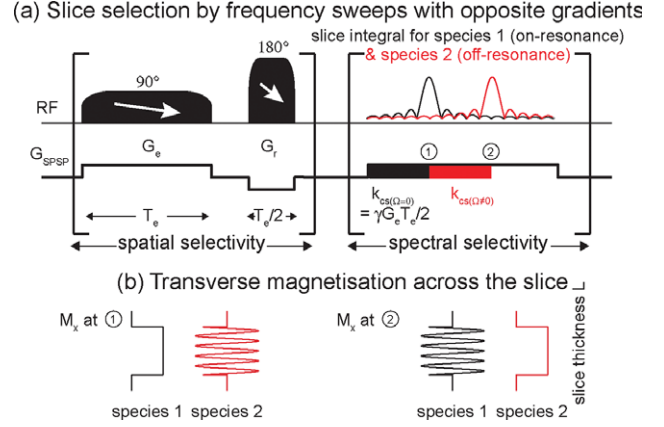 (a) Slice selection by frequency sweeps with opposite gradients
slice integral for species 1 (on-resonance)
& species 2 (off-resonance)
90°
180°
RF
G_SPSP
G_e
G_r
1
2
k_cs(Ω=0)
= γG_eT_e/2
k_cs(Ω≠0)
T_e
T_e/2
spatial selectivity
spectral selectivity
(b) Transverse magnetisation across the slice
M_x at 1
M_x at 2
slice thickness
species 1
species 2
species 1
species 2